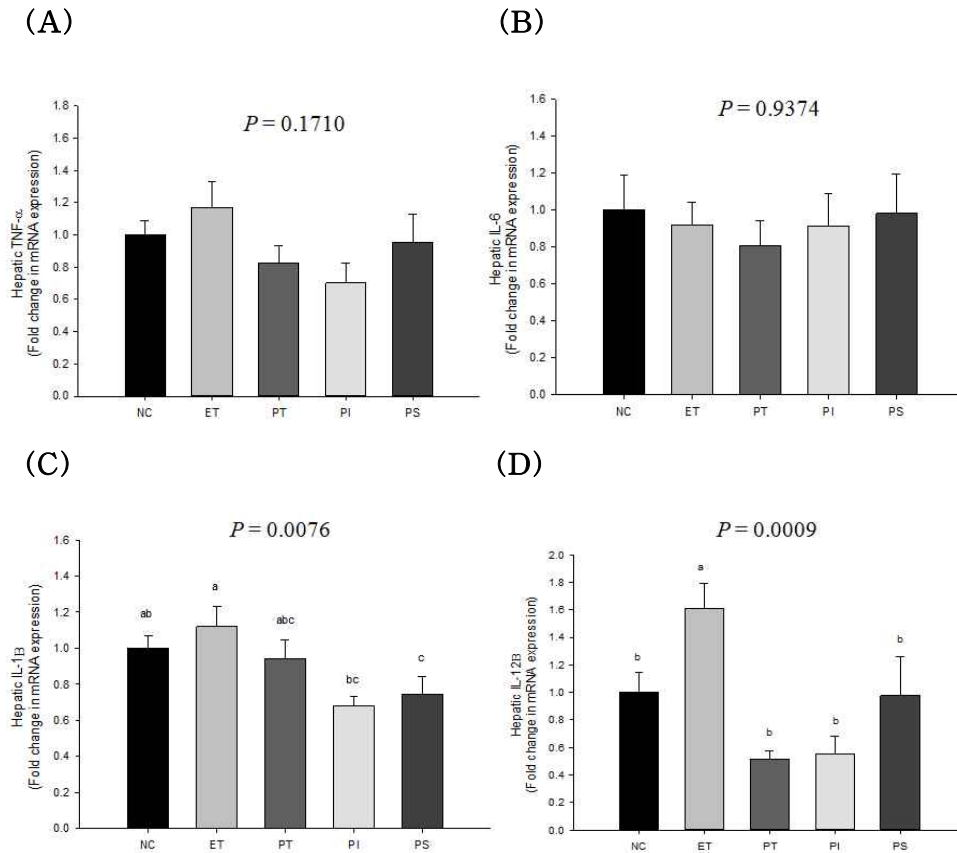 (A)
P = 0.1710
Hepatic TNF-α
(Fold change in mRNA expression)
1.8
1.6
1.4
1.2
1.0
0.8
0.6
0.4
0.2
0.0
NC ET PT PI PS
(B)
P = 0.9374
Hepatic IL-6
(Fold change in mRNA expression)
1.6
1.4
1.2
1.0
0.8
0.6
0.4
0.2
0.0
NC ET PT PI PS
(C)
P = 0.0076
Hepatic IL-1B
(Fold change in mRNA expression)
1.6
1.4
1.2
1.0
0.8
0.6
0.4
0.2
0.0
ab a abc bc c
NC ET PT PI PS
(D)
P = 0.0009
Hepatic IL-12B
(Fold change in mRNA expression)
2.0
1.8
1.6
1.4
1.2
1.0
0.8
0.6
0.4
0.2
0.0
b a b b b
NC ET PT PI PS